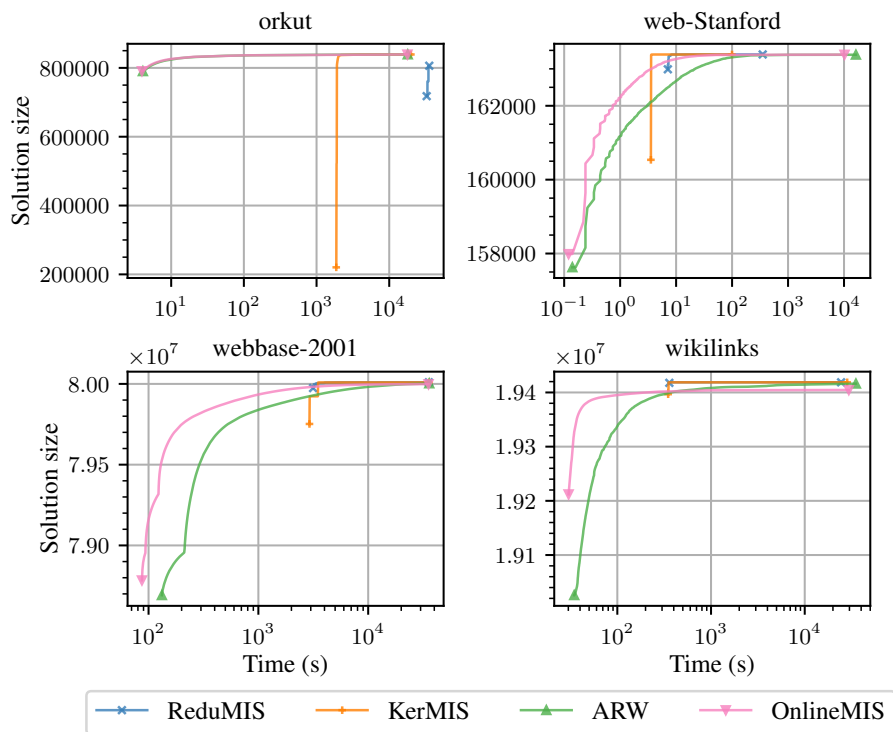 orkut
web-Stanford
Solution size
800000
600000
400000
200000
10^1
10^2
10^3
10^4
162000
160000
158000
10^−1
10^0
10^1
10^2
10^3
10^4
×10^7
webbase-2001
×10^7
wikilinks
Solution size
8.00
7.95
7.90
10^2
10^3
10^4
Time (s)
1.94
1.93
1.92
1.91
10^2
10^3
10^4
Time (s)
ReduMIS
KerMIS
ARW
OnlineMIS